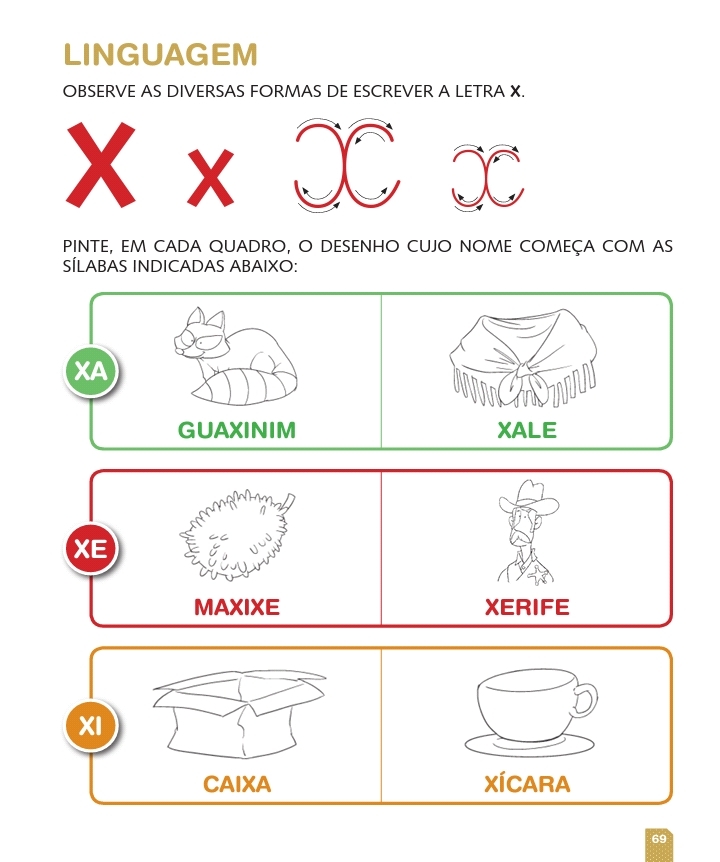 LINGUAGEM
OBSERVE AS DIVERSAS FORMAS DE ESCREVER A LETRA X.
X x x x
PINTE, EM CADA QUADRO, O DESENHO CUJO NOME COMEÇA COM AS
SÍLABAS INDICADAS ABAIXO:
XA
GUAXINIM XALE
XE
MAXIXE XERIFE
XI
CAIXA XÍCARA
69